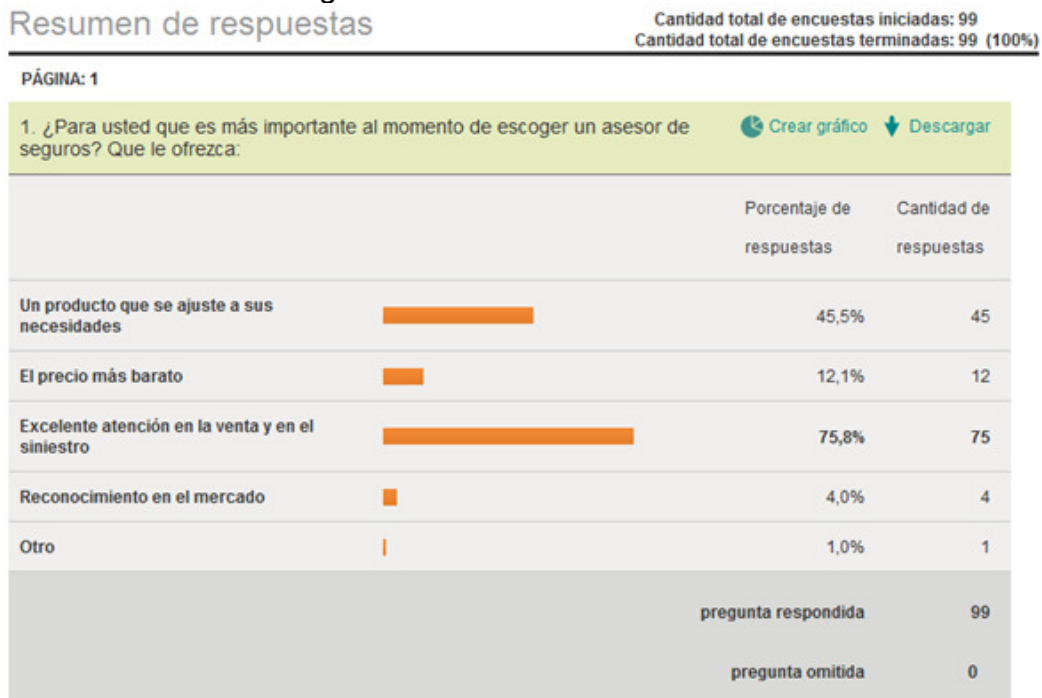 Resumen de respuestas
Cantidad total de encuestas iniciadas: 99
Cantidad total de encuestas terminadas: 99 (100%)
PÁGINA: 1
1. ¿Para usted que es más importante al momento de escoger un asesor de
seguros? Que le ofrezca:
Crear gráfico Descargar
Porcentaje de Cantidad de
respuestas respuestas
Un producto que se ajuste a sus
necesidades
45,5% 45
El precio más barato 12,1% 12
Excelente atención en la venta y en el
siniestro
75,8% 75
Reconocimiento en el mercado 4,0% 4
Otro 1,0% 1
pregunta respondida 99
pregunta omitida 0